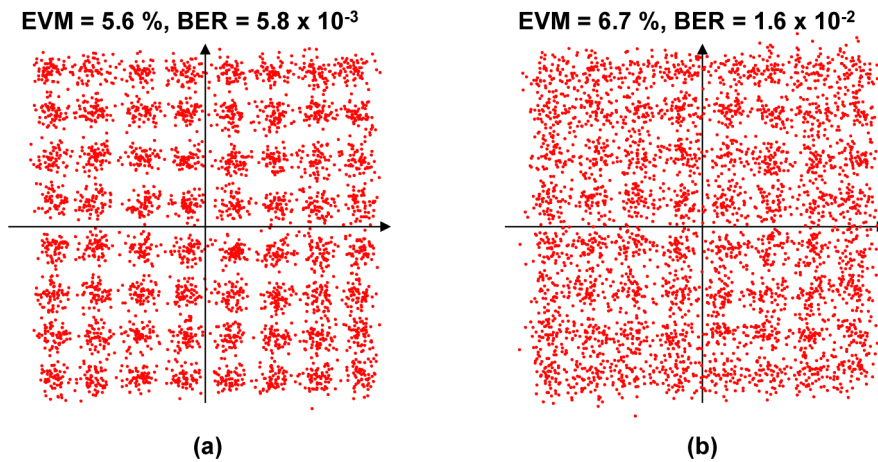 EVM = 5.6 %, BER = 5.8 x 10⁻³
EVM = 6.7 %, BER = 1.6 x 10⁻²
(a)
(b)